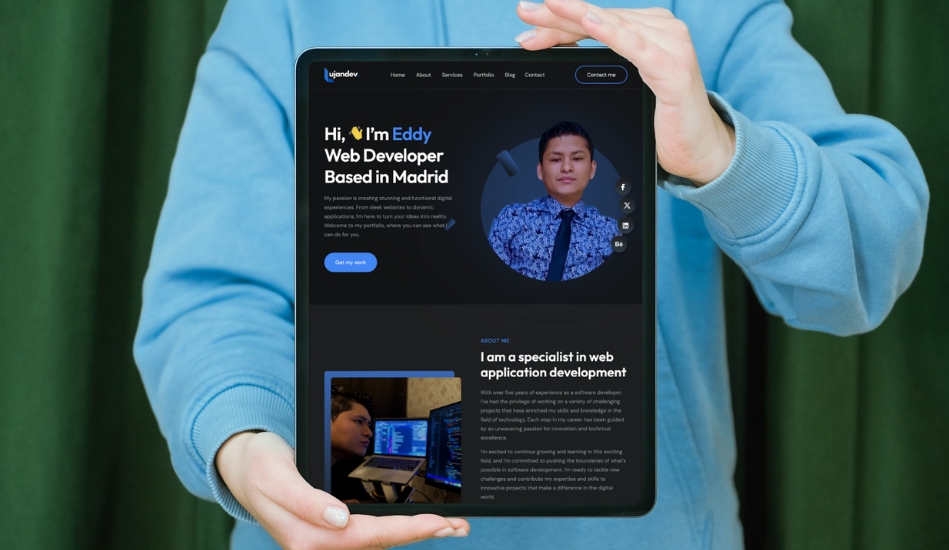 ujandev
Home About Services Portfolio Blog Contact
Contact me
Hi, 👋 I'm Eddy
Web Developer
Based in Madrid
My passion is creating stunning and functional digital
experiences. From sleek websites to dynamic
applications. I'm here to turn your ideas into reality.
Welcome to my portfolio, where you can see what I
can do for you.
Get my work
f
X
in
Bē
ABOUT ME
I am a specialist in web
application development
With over five years of experience as a software developer,
I've had the privilege of working on a variety of challenging
projects that have enriched my skills and knowledge in the
field of technology. Each step in my career has been guided
by an unwavering passion for innovation and technical
excellence.
I'm excited to continue growing and learning in this exciting
field, and I'm committed to pushing the boundaries of what's
possible in software development. I'm ready to tackle new
challenges and contribute my expertise and skills to
innovative projects that make a difference in the digital
world.